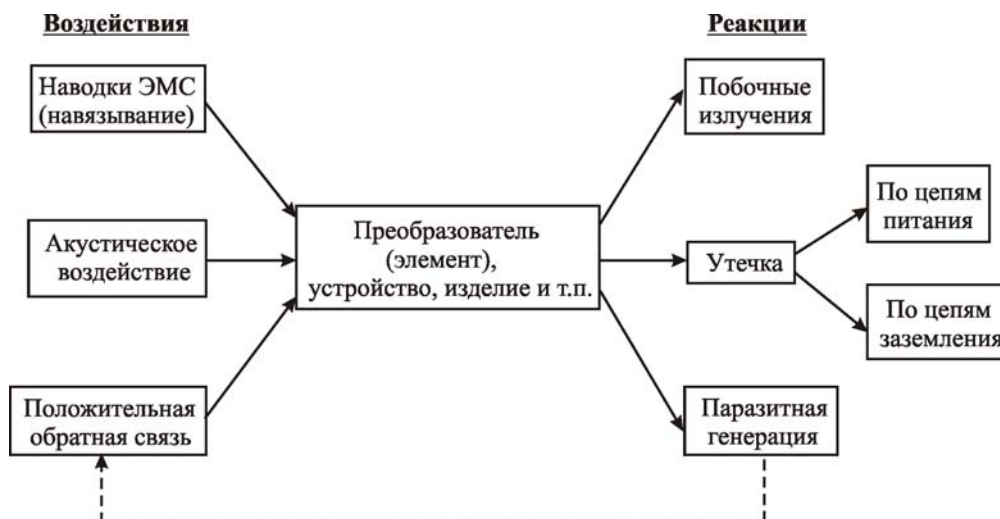 Воздействия
Реакции
Наводки ЭМС
(навязывание)
Акустическое
воздействие
Положительная
обратная связь
Преобразователь
(элемент),
устройство, изделие и т.п.
Побочные
излучения
Утечка
По цепям
питания
По цепям
заземления
Паразитная
генерация